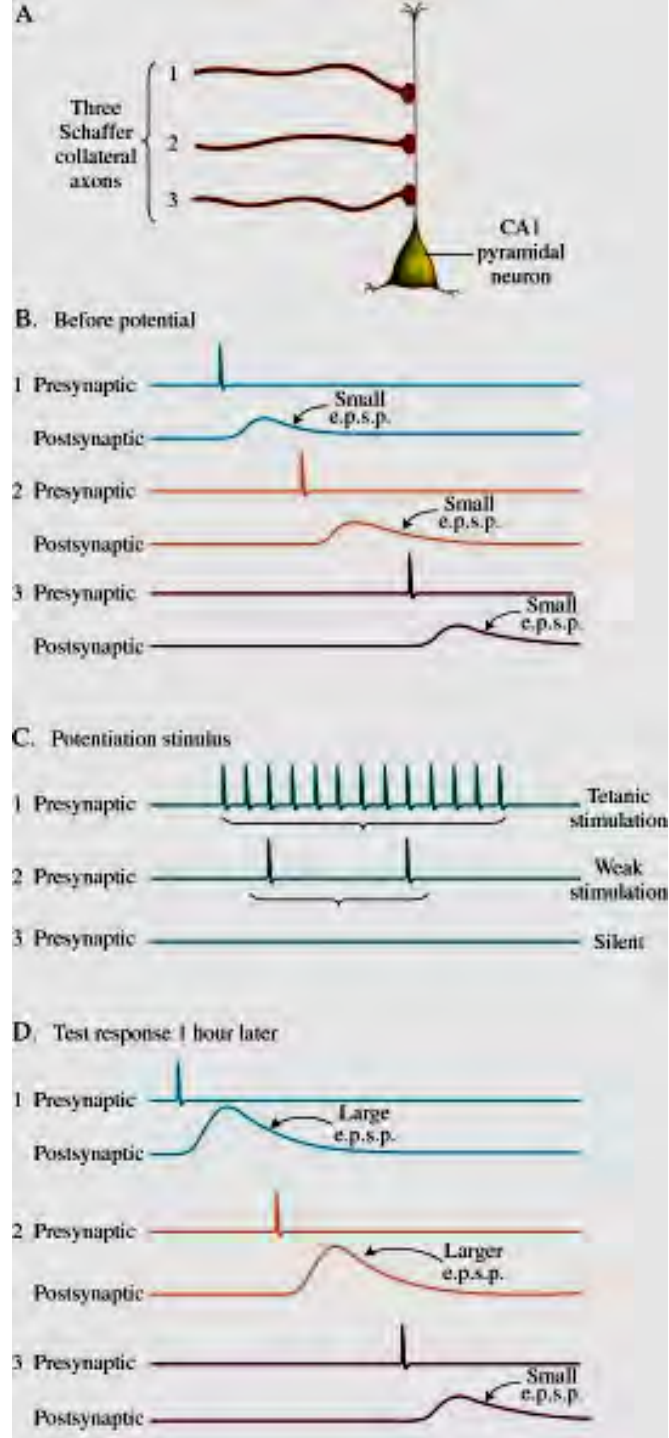 A
Three
Schaffer
collateral
axons
1
2
3
CA1
pyramidal
neuron
B. Before potential
1 Presynaptic
Small
e.p.s.p.
Postsynaptic
2 Presynaptic
Small
e.p.s.p.
Postsynaptic
3 Presynaptic
Small
e.p.s.p.
Postsynaptic
C. Potentiation stimulus
1 Presynaptic
Tetanic
stimulation
2 Presynaptic
Weak
stimulation
3 Presynaptic
Silent
D. Test response 1 hour later
1 Presynaptic
Large
e.p.s.p.
Postsynaptic
2 Presynaptic
Larger
e.p.s.p.
Postsynaptic
3 Presynaptic
Small
e.p.s.p.
Postsynaptic